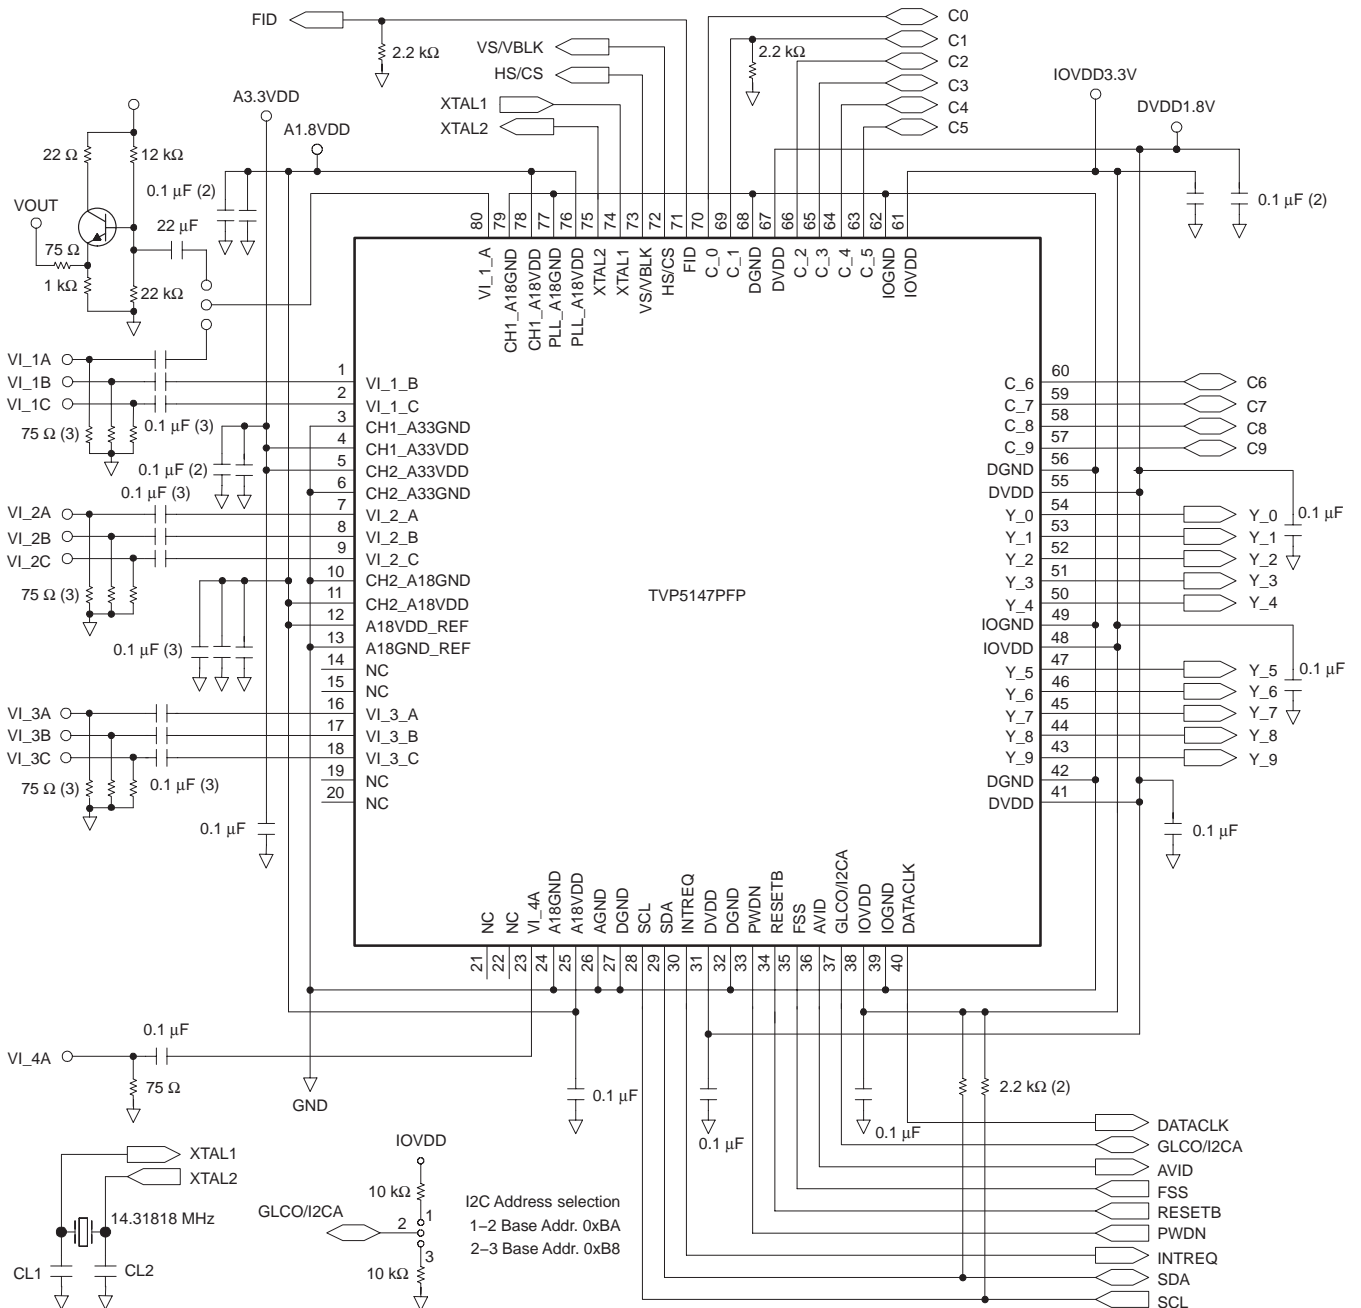 FID
2.2 kΩ
VS/VBLK
HS/CS
XTAL1
XTAL2
C0
C1
2.2 kΩ
C2
C3
C4
C5
IOVDD3.3V
DVDD1.8V
0.1 µF (2)
A3.3VDD
A1.8VDD
22 Ω
12 kΩ
0.1 µF (2)
VOUT
22 µF
75 Ω
1 kΩ
22 kΩ
80
79
78
77
76
75
74
73
72
71
70
69
68
67
66
65
64
63
62
61
VI_1_A
CH1_A18GND
CH1_A18VDD
PLL_A18GND
PLL_A18VDD
XTAL2
XTAL1
VS/VBLK
HS/CS
FID
C_0
C_1
DGND
DVDD
C_2
C_3
C_4
C_5
IOGND
IOVDD
VI_1A
VI_1B
VI_1C
75 Ω (3)
0.1 µF (3)
0.1 µF (2)
0.1 µF (3)
VI_2A
VI_2B
VI_2C
75 Ω (3)
0.1 µF (3)
VI_3A
VI_3B
VI_3C
75 Ω (3)
0.1 µF (3)
0.1 µF
1 VI_1_B
2 VI_1_C
3 CH1_A33GND
4 CH1_A33VDD
5 CH2_A33VDD
6 CH2_A33GND
7 VI_2_A
8 VI_2_B
9 VI_2_C
10 CH2_A18GND
11 CH2_A18VDD
12 A18VDD_REF
13 A18GND_REF
14 NC
15 NC
16 VI_3_A
17 VI_3_B
18 VI_3_C
19 NC
20 NC
TVP5147PFP
C_6 60 C6
C_7 59 C7
C_8 58 C8
C_9 57 C9
DGND 56
DVDD 55
Y_0 54 Y_0
0.1 µF
Y_1 53 Y_1
Y_2 52 Y_2
Y_3 51 Y_3
Y_4 50 Y_4
IOGND 49
IOVDD 48
Y_5 47 Y_5
0.1 µF
Y_6 46 Y_6
Y_7 45 Y_7
Y_8 44 Y_8
Y_9 43 Y_9
DGND 42
DVDD 41
0.1 µF
NC
NC
VI_4A
A18GND
A18VDD
AGND
DGND
SCL
SDA
INTREQ
DVDD
DGND
PWDN
RESETB
FSS
AVID
GLCO/I2CA
IOVDD
IOGND
DATACLK
21
22
23
24
25
26
27
28
29
30
31
32
33
34
35
36
37
38
39
40
VI_4A
0.1 µF
75 Ω
GND
0.1 µF
0.1 µF
0.1 µF
2.2 kΩ (2)
DATACLK
GLCO/I2CA
AVID
FSS
RESETB
PWDN
INTREQ
SDA
SCL
XTAL1
XTAL2
14.31818 MHz
CL1
CL2
IOVDD
10 kΩ
GLCO/I2CA
1
2
3
10 kΩ
I2C Address selection
1–2 Base Addr. 0xBA
2–3 Base Addr. 0xB8